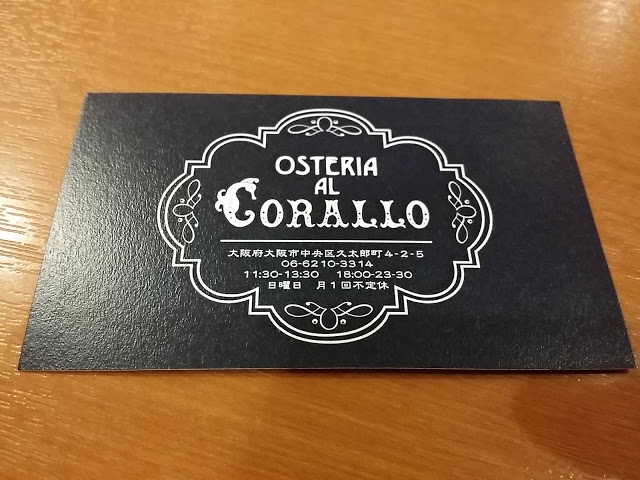 OSTERIA
AL
CORALLO
大阪府大阪市中央区久太郎町4-2-5
06-6210-3314
11:30-13:30 18:00-23:30
日曜日 月1回不定休